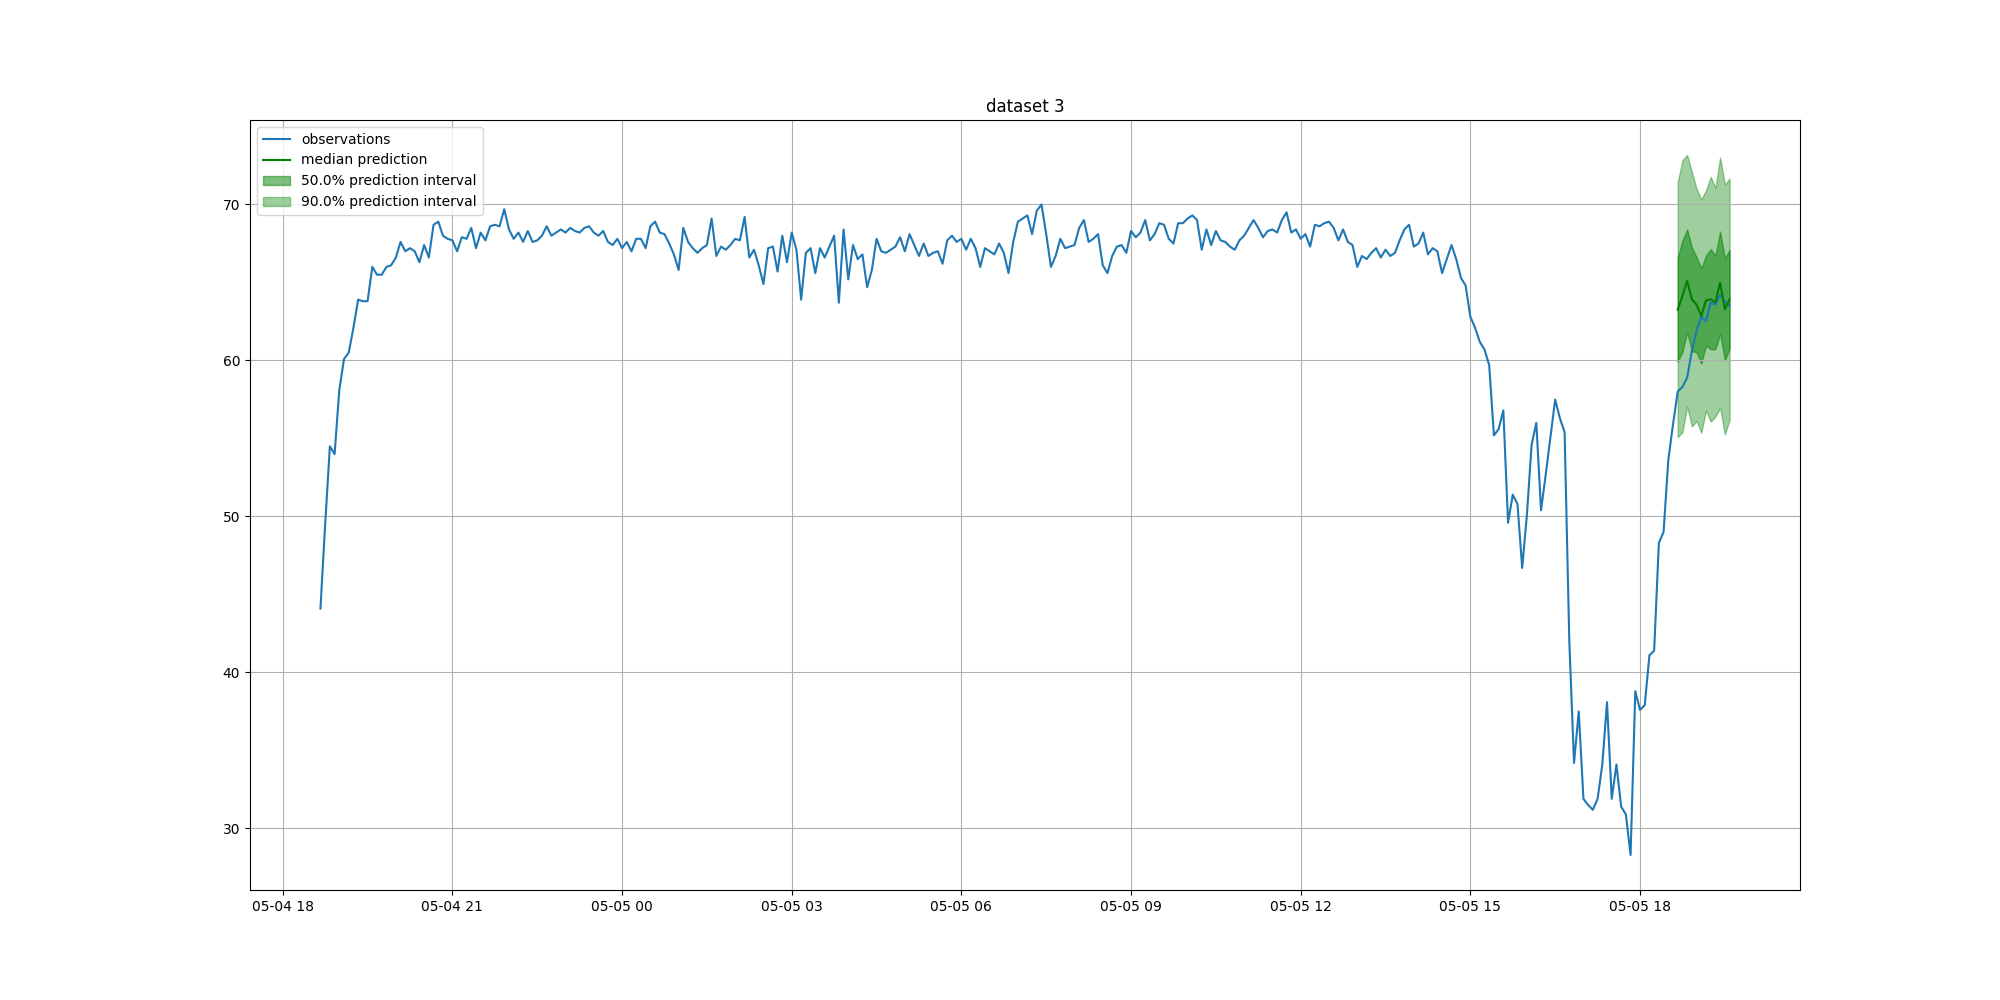 dataset 3
observations
median prediction
50.0% prediction interval
90.0% prediction interval
70
60
50
40
30
05-04 18
05-04 21
05-05 00
05-05 03
05-05 06
05-05 09
05-05 12
05-05 15
05-05 18